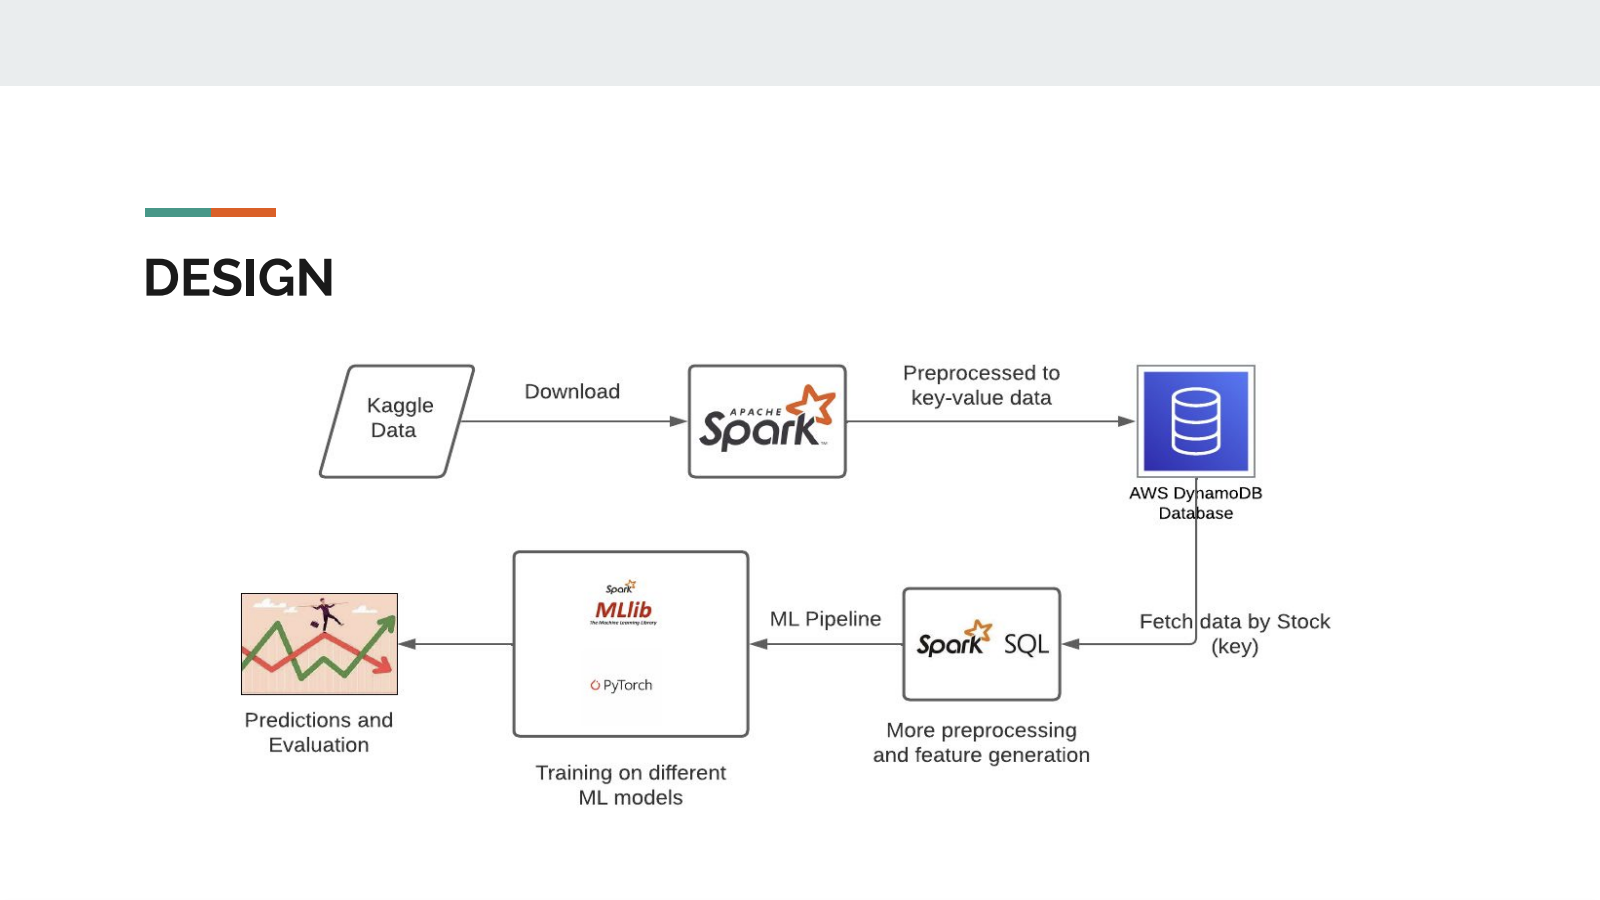 DESIGN
Kaggle
Data
Download
APACHE
Spark
Preprocessed to
key-value data
AWS DynamoDB
Database
Fetch data by Stock
(key)
Spark SQL
More preprocessing
and feature generation
ML Pipeline
Spark
MLlib
The Machine Learning Library
PyTorch
Training on different
ML models
Predictions and
Evaluation